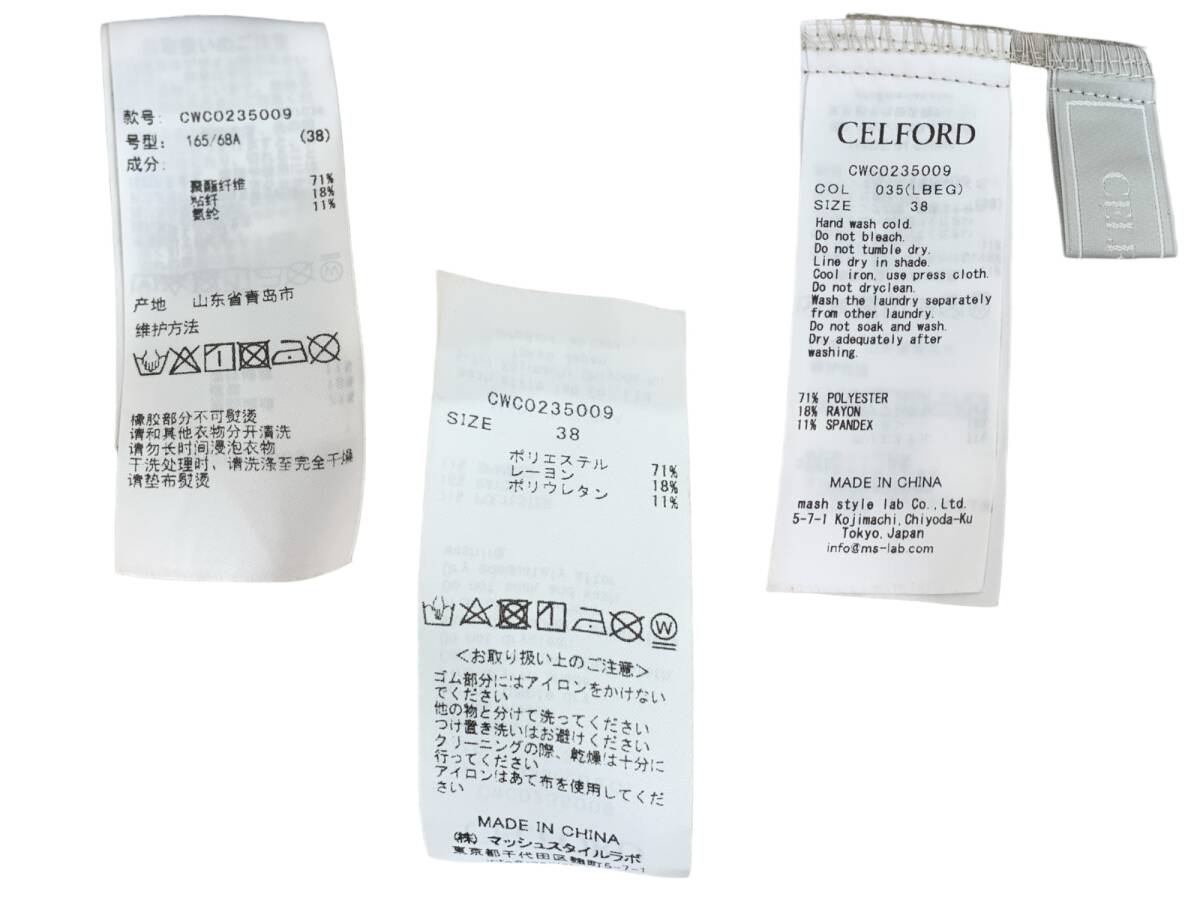 款号: CWC0235009
号型: 165/68A (38)
成分:
聚酯纤维 71%
粘纤 18%
氨纶 11%
产地 山东省青岛市
维护方法
橡胶部分不可熨烫
请和其他衣物分开清洗
请勿长时间浸泡衣物
干洗处理时、请洗涤至完全干燥
请垫布熨烫
CWC0235009
SIZE 38
ポリエステル 71%
レーヨン 18%
ポリウレタン 11%
W
<お取り扱い上のご注意>
ゴム部分にはアイロンをかけない
でください
他の物と分けて洗ってください
つけ置き洗いはお避けください
クリーニングの際、乾燥は十分に
行ってください
アイロンはあて布を使用してくだ
さい
MADE IN CHINA
(株) マッシュスタイルラボ
東京都千代田区麹町5-7-1
CELFORD
CWC0235009
COL 035(LBEG)
SIZE 38
Hand wash cold.
Do not bleach.
Do not tumble dry.
Line dry in shade.
Cool iron, use press cloth.
Do not dryclean.
Wash the laundry separately
from other laundry.
Do not soak and wash.
Dry adequately after
washing.
71% POLYESTER
18% RAYON
11% SPANDEX
MADE IN CHINA
mash style lab Co.,Ltd.
5-7-1 Kojimachi,Chiyoda-Ku
Tokyo,Japan
info@ms-lab.com